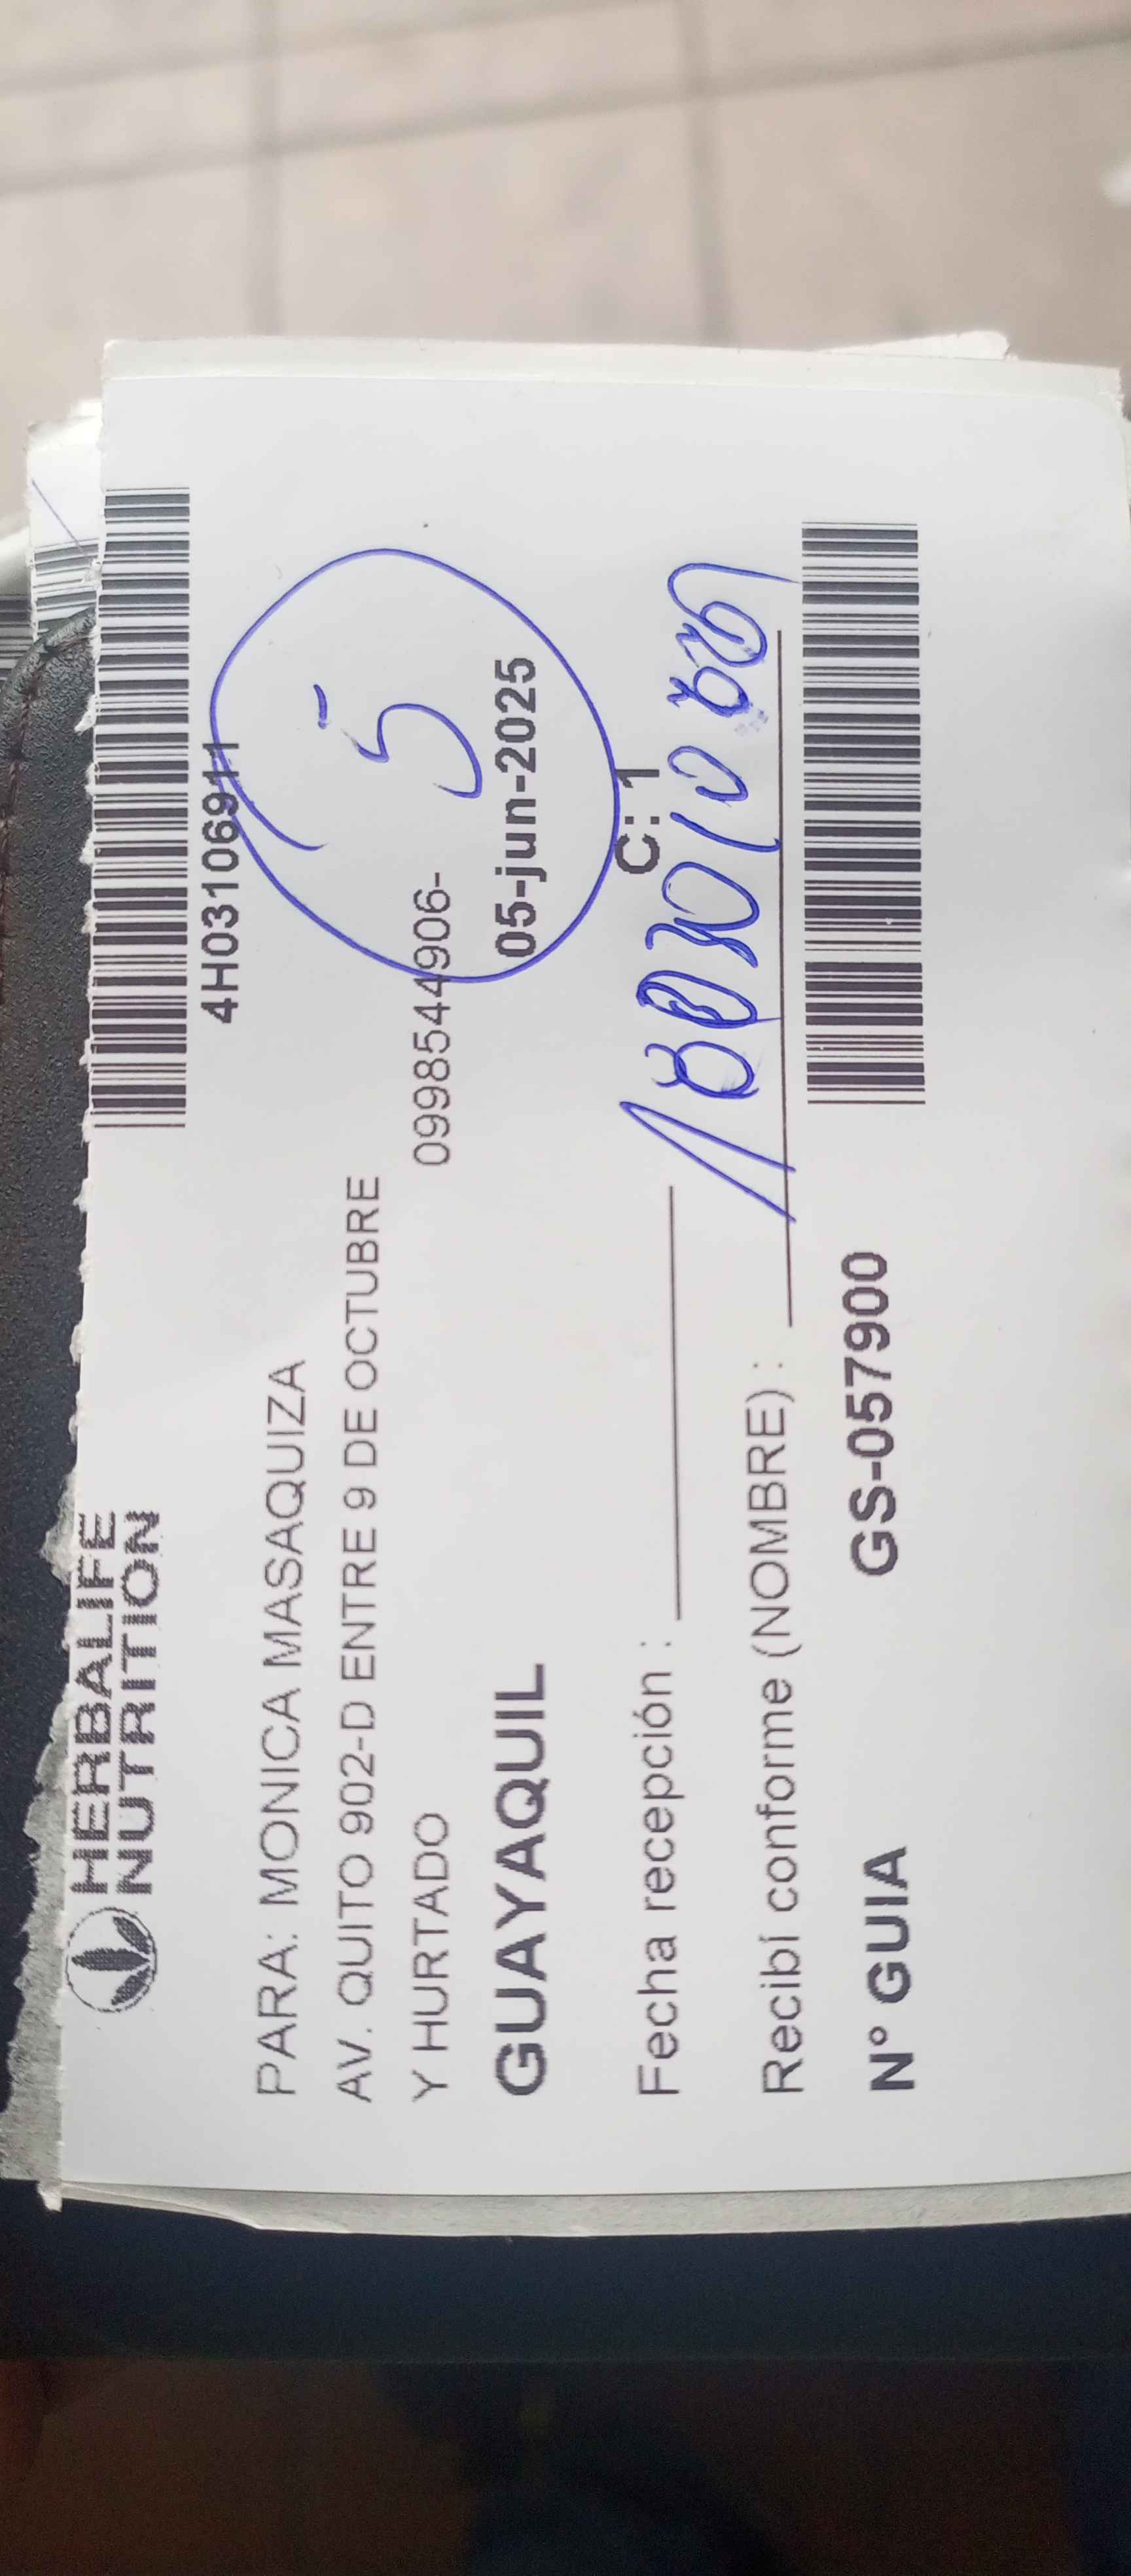 HERBALIFE
NUTRITION
4H03106911
PARA: MONICA MASAQUIZA
AV. QUITO 902-D ENTRE 9 DE OCTUBRE
Y HURTADO
0998544906-
5
GUAYAQUIL
05-jun-2025
Fecha recepción :
C: 1
Recibí conforme (NOMBRE) :
N° GUIA
GS-057900